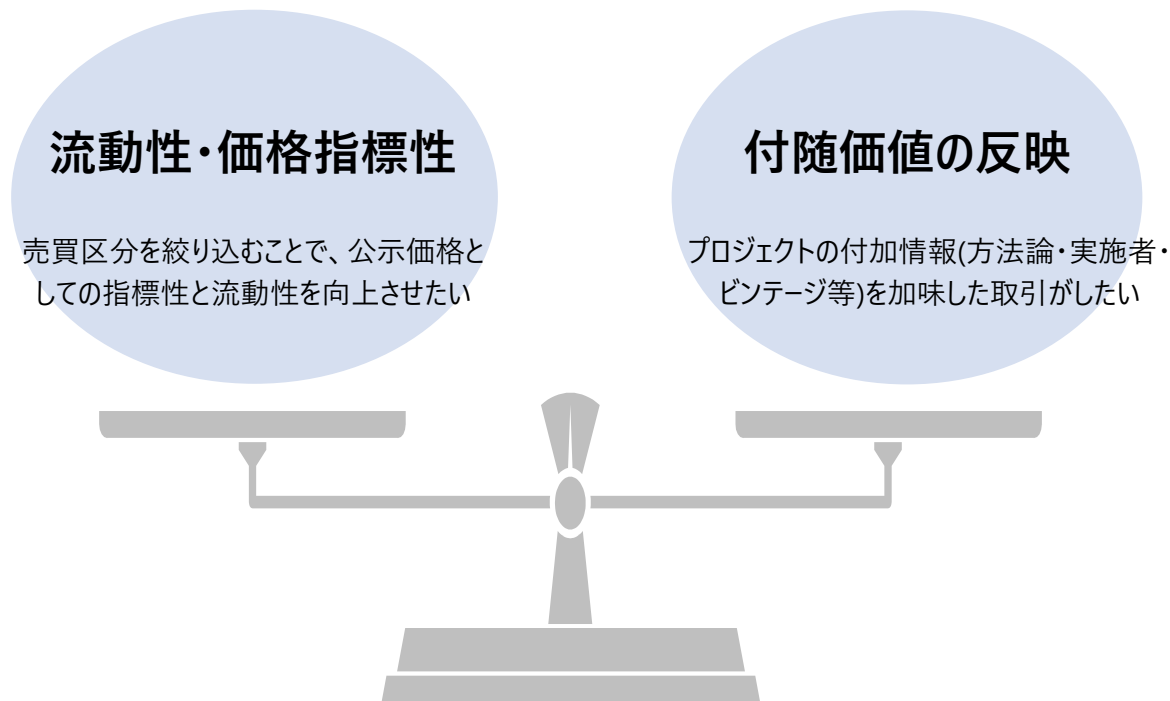 流動性・価格指標性
売買区分を絞り込むことで、公示価格と
しての指標性と流動性を向上させたい
付随価値の反映
プロジェクトの付加情報(方法論・実施者・
ビンテージ等)を加味した取引がしたい